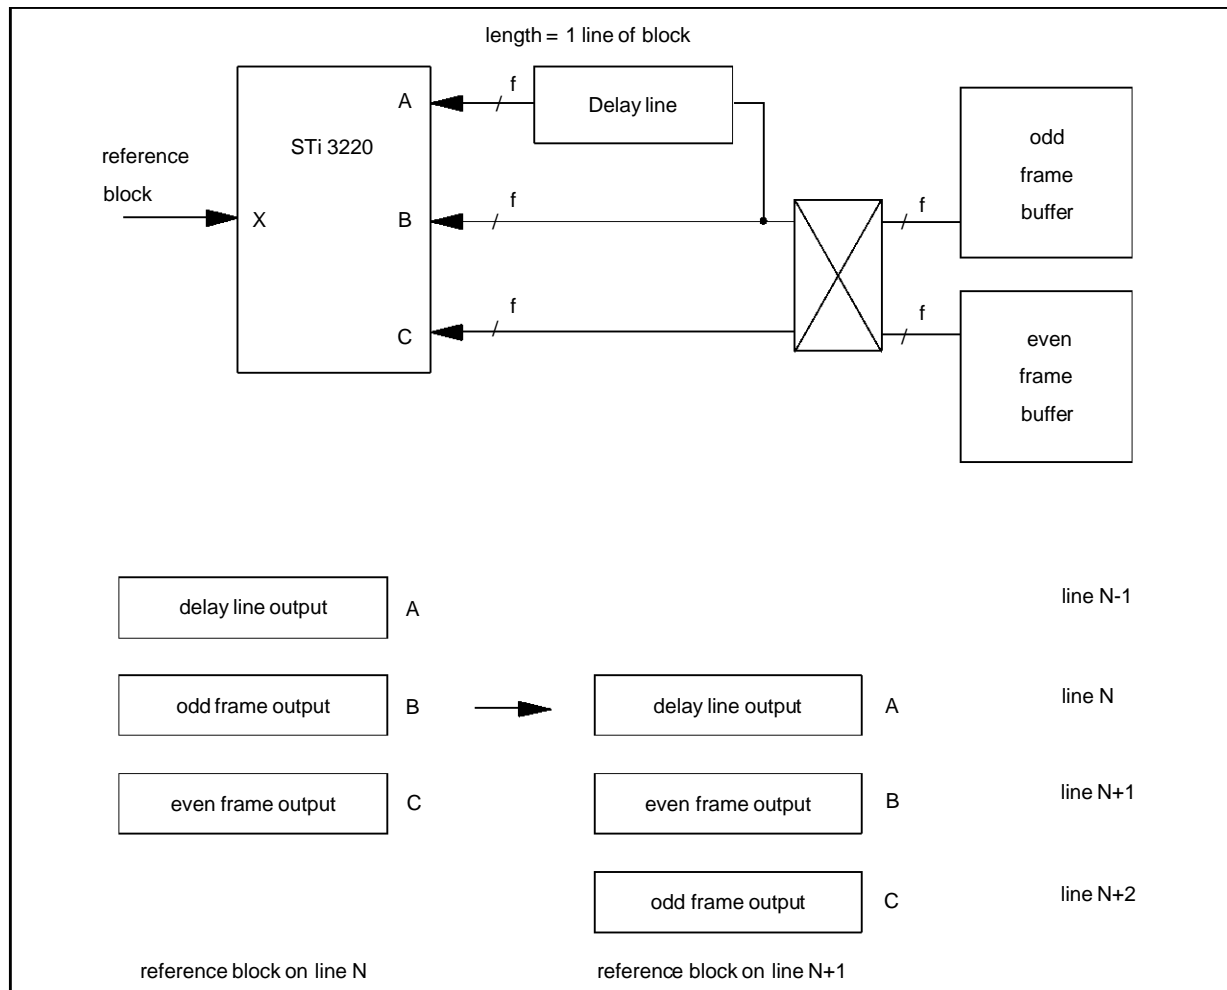 length = 1 line of block
A
f
Delay line
odd
frame
buffer
STi 3220
reference
block
X
B
f
f
C
f
f
even
frame
buffer
delay line output
A
line N-1
odd frame output
B
delay line output
A
line N
even frame output
C
even frame output
B
line N+1
odd frame output
C
line N+2
reference block on line N
reference block on line N+1